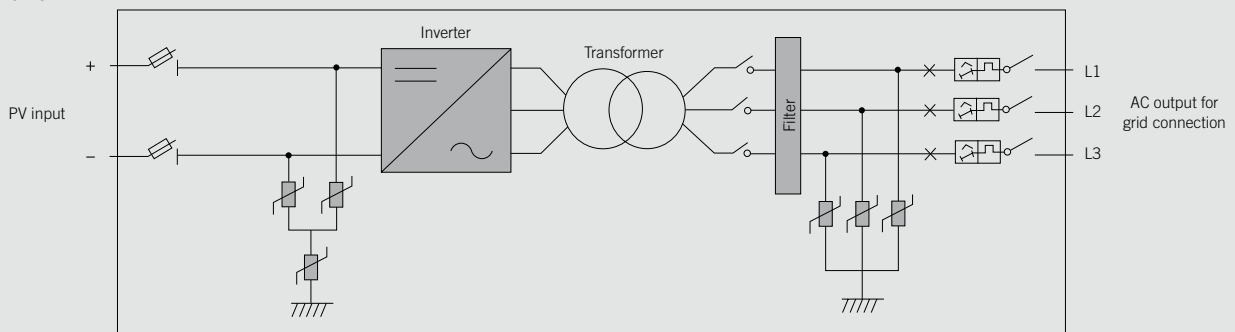 Inverter
Transformer
+
L1
PV input
L2
AC output for
grid connection
Filter
−
L3